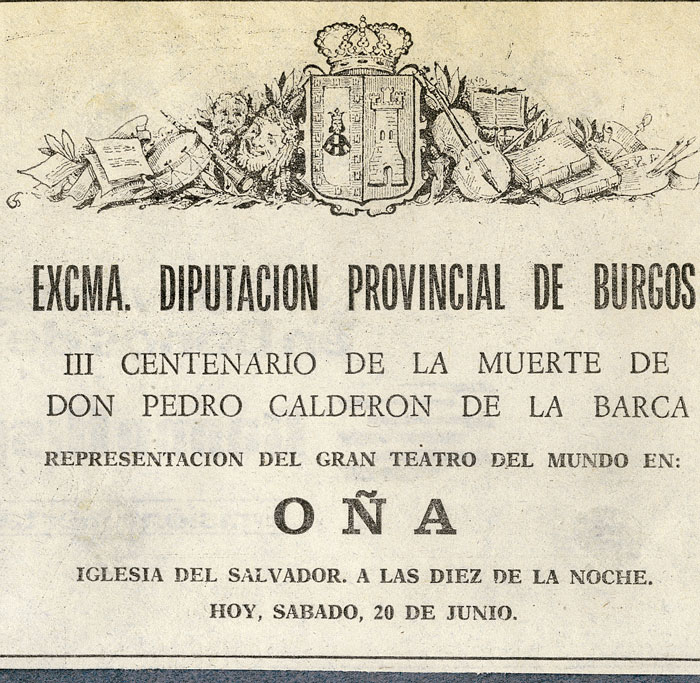 EXCMA. DIPUTACION PROVINCIAL DE BURGOS
III CENTENARIO DE LA MUERTE DE
DON PEDRO CALDERON DE LA BARCA
REPRESENTACION DEL GRAN TEATRO DEL MUNDO EN:
OÑA
IGLESIA DEL SALVADOR. A LAS DIEZ DE LA NOCHE.
HOY, SABADO, 20 DE JUNIO.